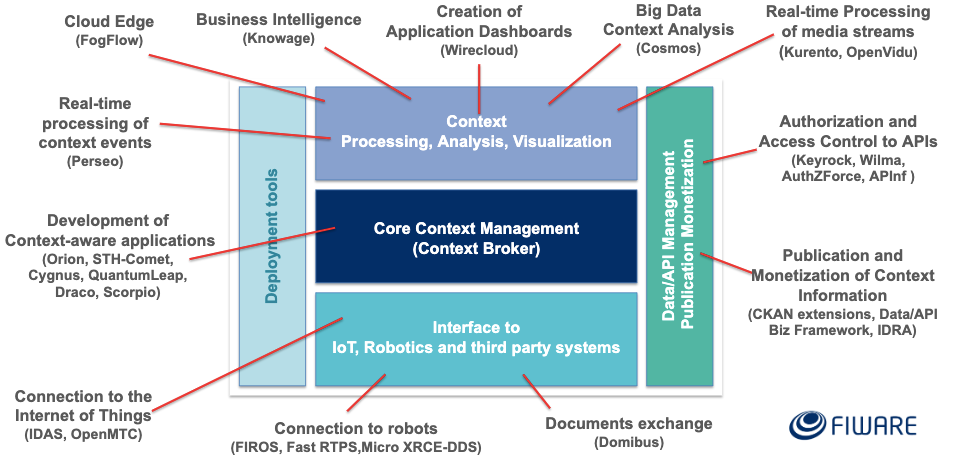 Cloud Edge
(FogFlow)
Business Intelligence
(Knowage)
Creation of
Application Dashboards
(Wirecloud)
Big Data
Context Analysis
(Cosmos)
Real-time Processing
of media streams
(Kurento, OpenVidu)
Real-time
processing of
context events
(Perseo)
Development of
Context-aware applications
(Orion, STH-Comet,
Cygnus, QuantumLeap,
Draco, Scorpio)
Connection to the
Internet of Things
(IDAS, OpenMTC)
Deployment tools
Context
Processing, Analysis, Visualization
Core Context Management
(Context Broker)
Interface to
IoT, Robotics and third party systems
Data/API Management
Publication Monetization
Authorization and
Access Control to APIs
(Keyrock, Wilma,
AuthZForce, APInf )
Publication and
Monetization of Context
Information
(CKAN extensions, Data/API
Biz Framework, IDRA)
Connection to robots
(FIROS, Fast RTPS,Micro XRCE-DDS)
Documents exchange
(Domibus)
FIWARE